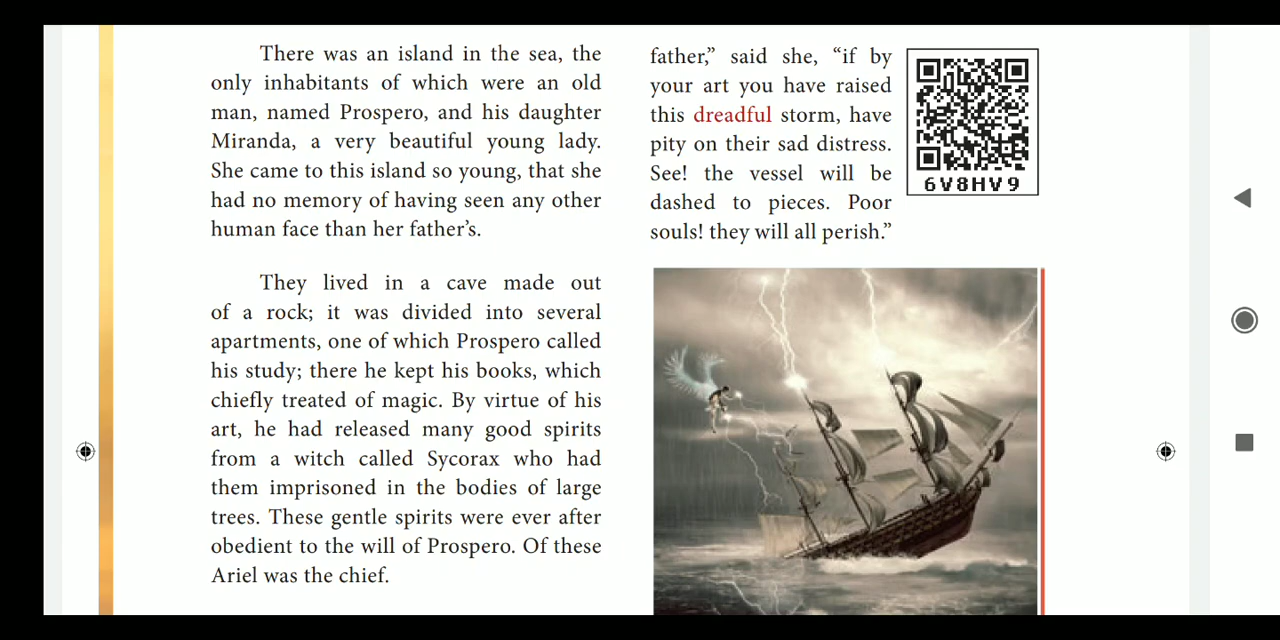 There was an island in the sea, the
only inhabitants of which were an old
man, named Prospero, and his daughter
Miranda, a very beautiful young lady.
She came to this island so young, that she
had no memory of having seen any other
human face than her father’s.
They lived in a cave made out
of a rock; it was divided into several
apartments, one of which Prospero called
his study; there he kept his books, which
chiefly treated of magic. By virtue of his
art, he had released many good spirits
from a witch called Sycorax who had
them imprisoned in the bodies of large
trees. These gentle spirits were ever after
obedient to the will of Prospero. Of these
Ariel was the chief.
father,” said she, “if by
your art you have raised
this dreadful storm, have
pity on their sad distress.
See! the vessel will be
dashed to pieces. Poor
souls! they will all perish.”
6V8HV9